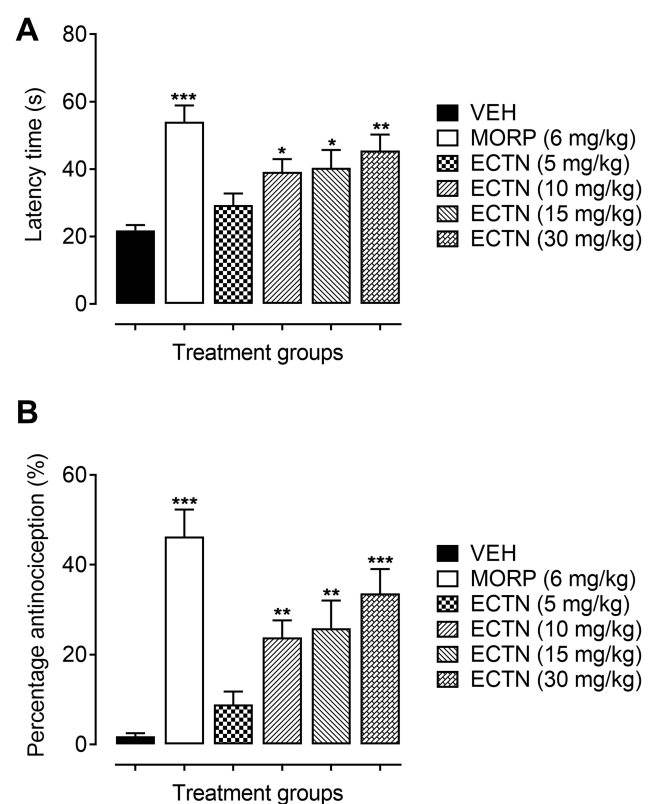 A
80
60
40
20
0
Latency time (s)
***
*
*
**
Treatment groups
VEH
MORP (6 mg/kg)
ECTN (5 mg/kg)
ECTN (10 mg/kg)
ECTN (15 mg/kg)
ECTN (30 mg/kg)
B
60
40
20
0
Percentage antinociception (%)
***
**
**
***
Treatment groups
VEH
MORP (6 mg/kg)
ECTN (5 mg/kg)
ECTN (10 mg/kg)
ECTN (15 mg/kg)
ECTN (30 mg/kg)